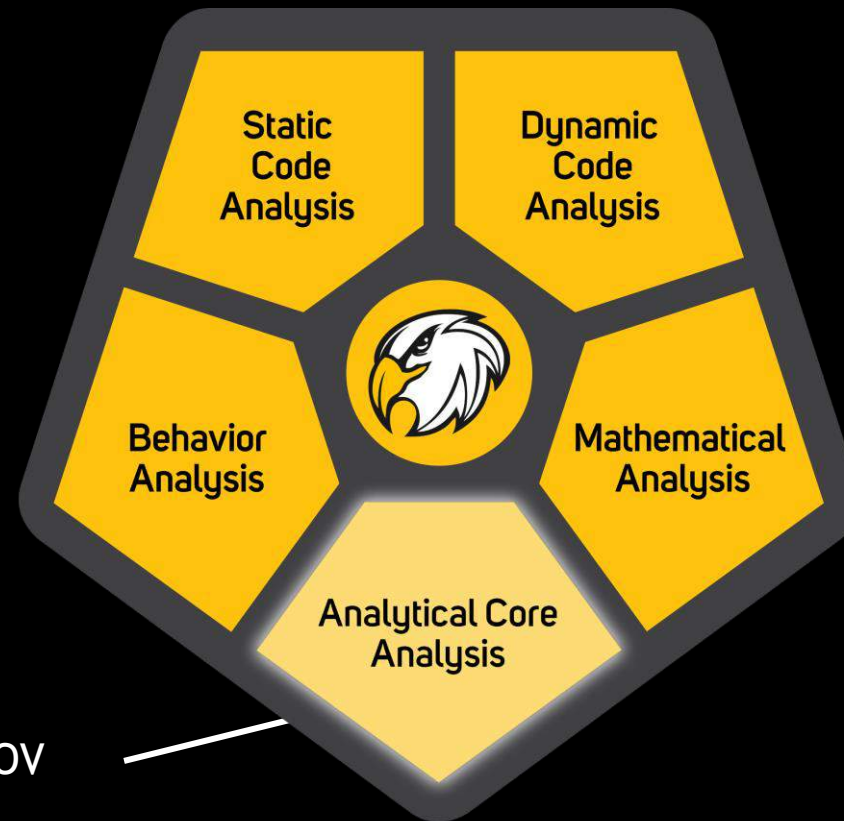 Static
Code
Analysis
Dynamic
Code
Analysis
Behavior
Analysis
Mathematical
Analysis
Analytical Core
Analysis